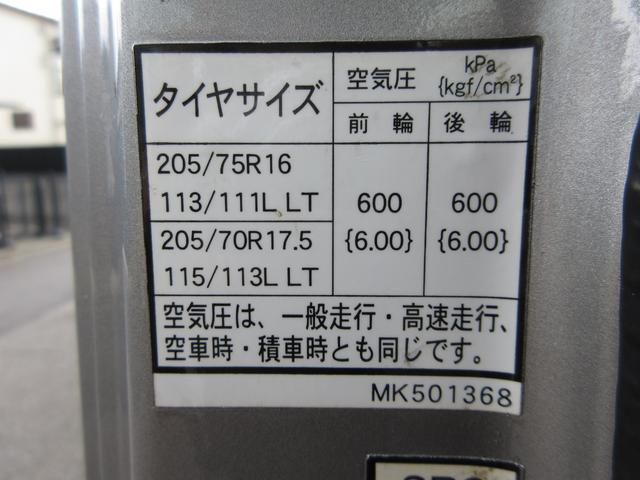 タイヤサイズ
空気圧
kPa
{kgf/cm²}
前輪
後輪
205/75R16
113/111L LT
205/70R17.5
115/113L LT
600
{6.00}
600
{6.00}
空気圧は、一般走行・高速走行、
空車時・積車時とも同じです。
MK501368